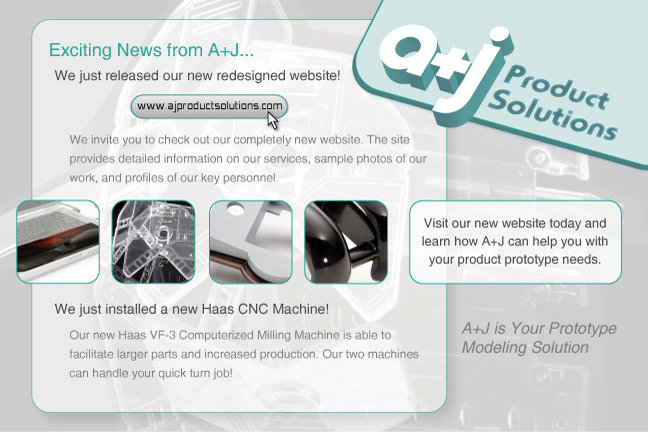 Exciting News from A+J...
We just released our new redesigned website!
www.ajproductsolutions.com
a+j
Product
Solutions
We invite you to check out our completely new website. The site
provides detailed information on our services, sample photos of our
work, and profiles of our key personnel.
Visit our new website today and
learn how A+J can help you with
your product prototype needs.
We just installed a new Haas CNC Machine!
Our new Haas VF-3 Computerized Milling Machine is able to
facilitate larger parts and increased production. Our two machines
can handle your quick turn job!
A+J is Your Prototype
Modeling Solution